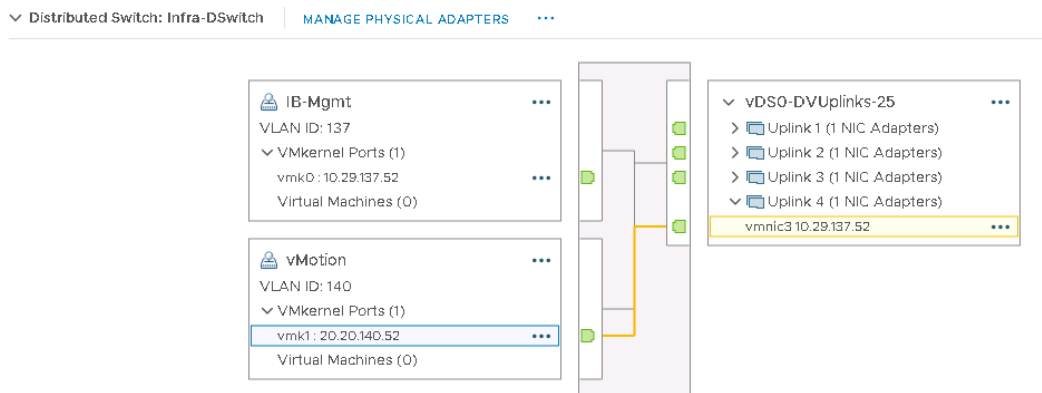 Distributed Switch: Infra-DSwitch MANAGE PHYSICAL ADAPTERS
IB-Mgmt
VLAN ID: 137
VMkernel Ports (1)
vmk0 : 10.29.137.52
Virtual Machines (0)
vMotion
VLAN ID: 140
VMkernel Ports (1)
vmk1 : 20.20.140.52
Virtual Machines (0)
vDS0-DVUplinks-25
Uplink 1 (1 NIC Adapters)
Uplink 2 (1 NIC Adapters)
Uplink 3 (1 NIC Adapters)
Uplink 4 (1 NIC Adapters)
vmnic3 10.29.137.52